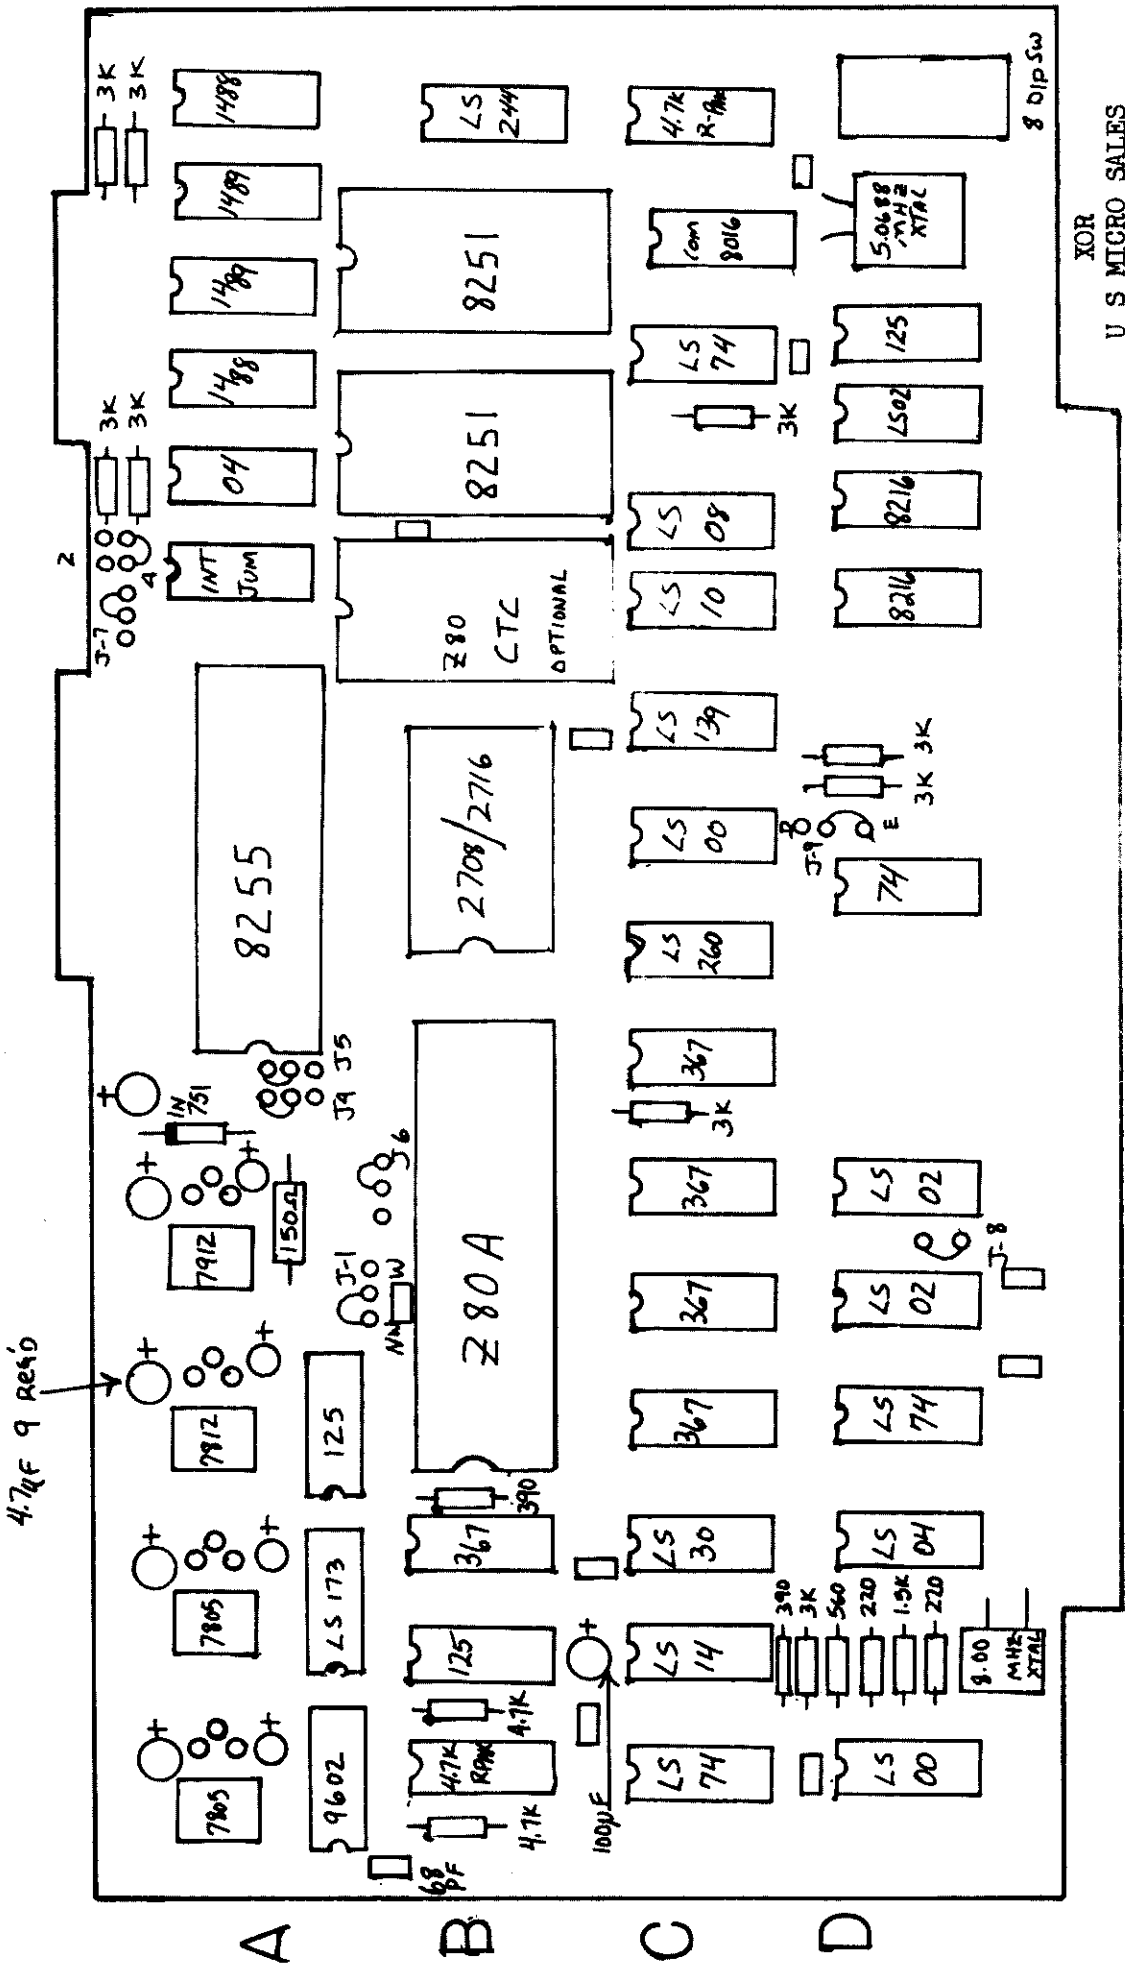 4.7µF 9 REQ'D
A
7805
7805
7812
7912
IN
751
150Ω
9602
LS 173
125
J-1
NW W
J6
J4
J5
8255
J-7
2
4
INT
JUM
3K
3K
04
1488
1489
1489
1488
3K
3K
B
68
PF
4.7K
4.7K
RPAK
4.7K
125
367
390
Z80A
2708/2716
Z80
CTC
OPTIONAL
8251
8251
LS
244
C
100µF
LS
74
LS
14
LS
30
367
367
367
3K
367
LS
260
LS
00
LS
139
LS
10
LS
08
3K
LS
74
COM
8016
4.7K
R-PAK
D
LS
00
390
3K
560
220
1.5K
220
8.00
MHZ
XTAL
LS
04
LS
74
LS
02
J-8
LS
02
74
J-9
D
E
3K
3K
8216
8216
LS02
125
5.0688
MHZ
XTAL
8 DIP SW
XOR
U S MICRO SALES